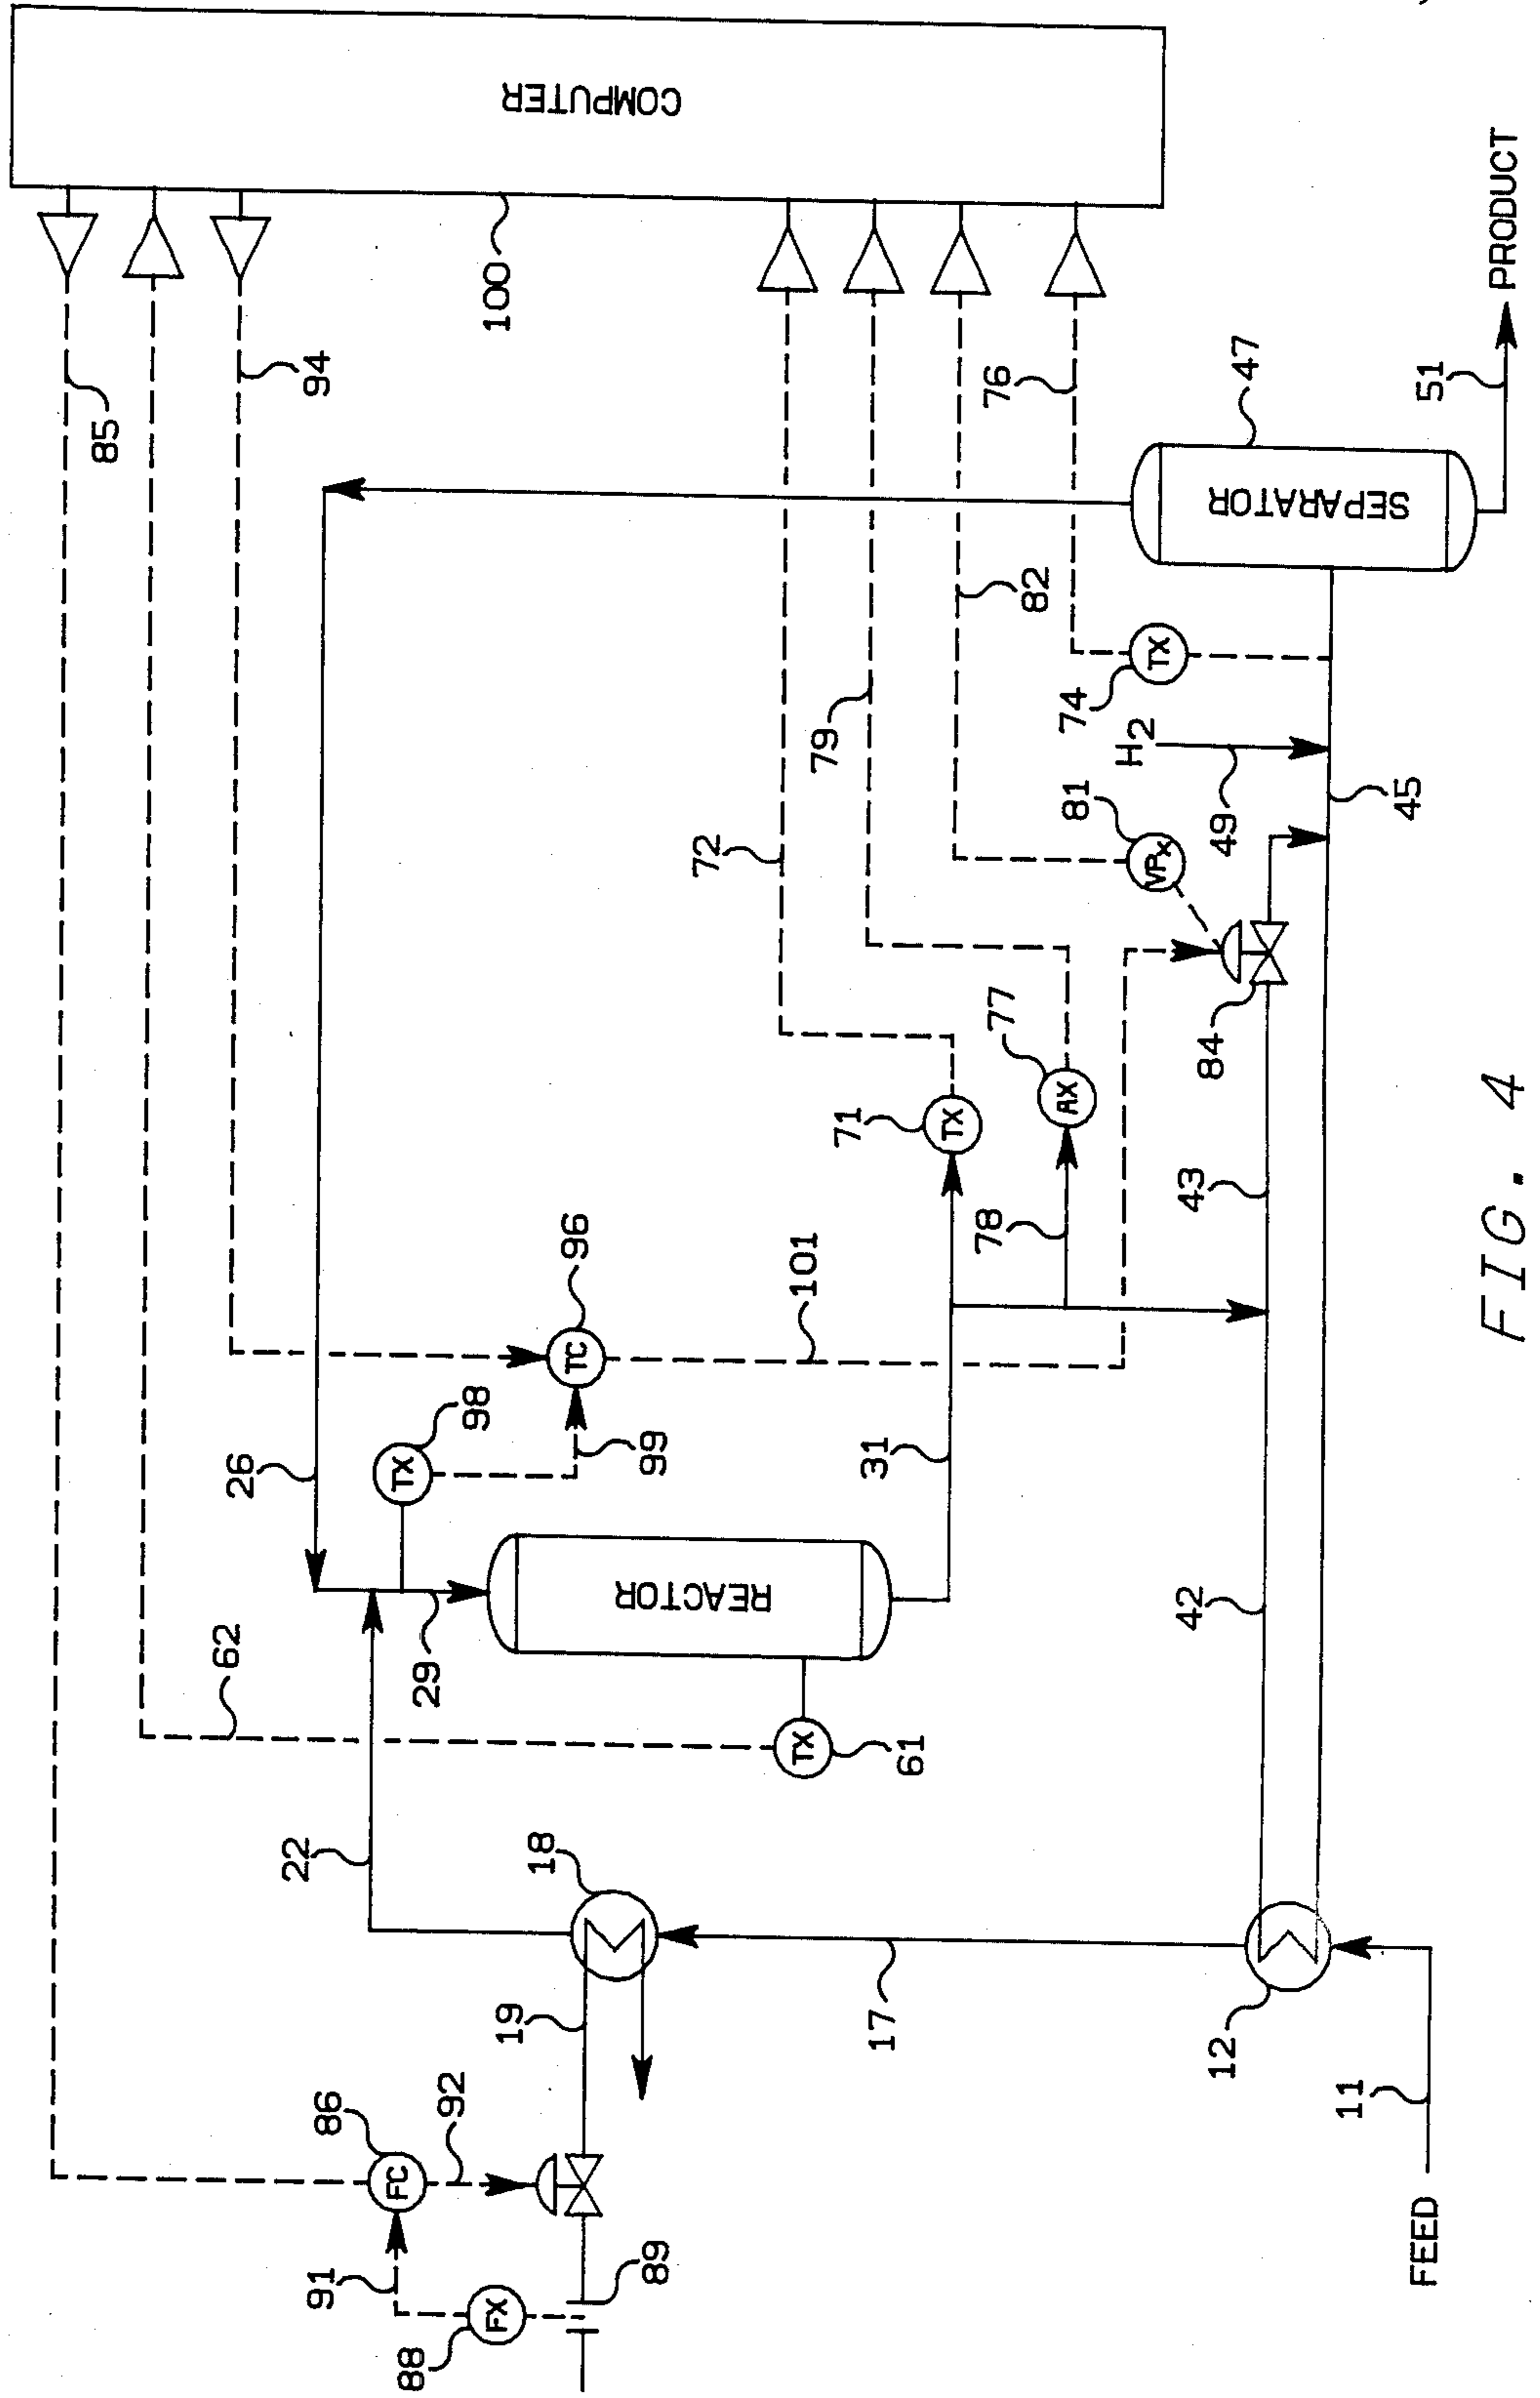 COMPUTER
100
85
94
62
26
72
79
82
76
SEPARATOR
47
51
PRODUCT
TX
74
H2
49
45
VPx
81
84
43
42
AX
77
78
TX
71
31
101
TC
96
99
TX
98
29
REACTOR
TX
61
22
18
19
17
12
11
FEED
FC
86
92
91
FX
88
89
FIG. 4